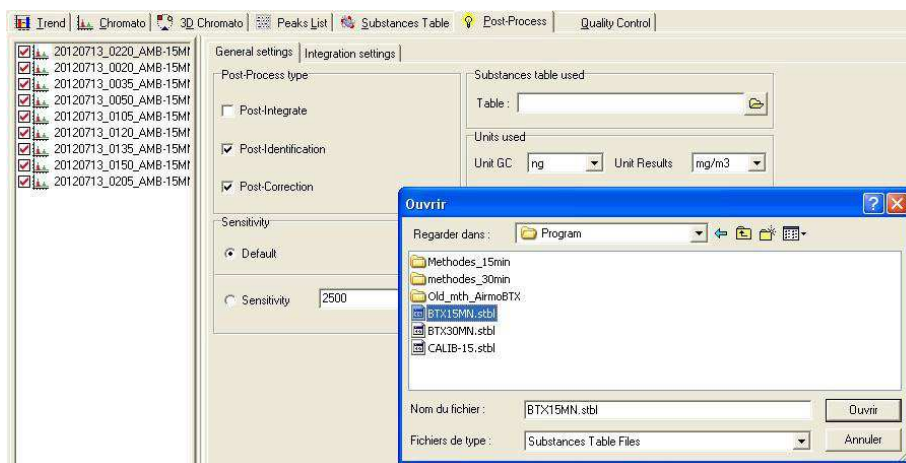 Trend Chromato 3D Chromato Peaks List Substances Table Post-Process Quality Control
20120713_0220_AMB-15MI
20120713_0020_AMB-15MI
20120713_0035_AMB-15MI
20120713_0050_AMB-15MI
20120713_0105_AMB-15MI
20120713_0120_AMB-15MI
20120713_0135_AMB-15MI
20120713_0150_AMB-15MI
20120713_0205_AMB-15MI
General settings Integration settings
Post-Process type
Post-Integrate
Post-Identification
Post-Correction
Sensitivity
Default
Sensitivity 2500
Substances table used
Table :
Units used
Unit GC ng Unit Results mg/m3
Ouvrir
Regarder dans : Program
Methodes_15min
methodes_30min
Old_mth_AirmoBTX
BTX15MN.stbl
BTX30MN.stbl
CALIB-15.stbl
Nom du fichier : BTX15MN.stbl Ouvrir
Fichiers de type : Substances Table Files Annuler